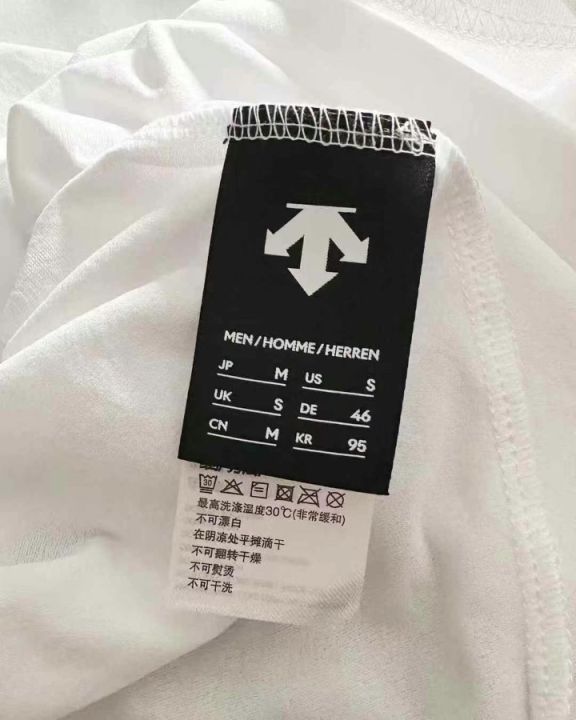 MEN/HOMME/HERREN
JP M US S
UK S DE 46
CN M KR 95
30
最高洗涤温度30℃(非常缓和)
不可漂白
在阴凉处平摊滴干
不可翻转干燥
不可熨烫
不可干洗